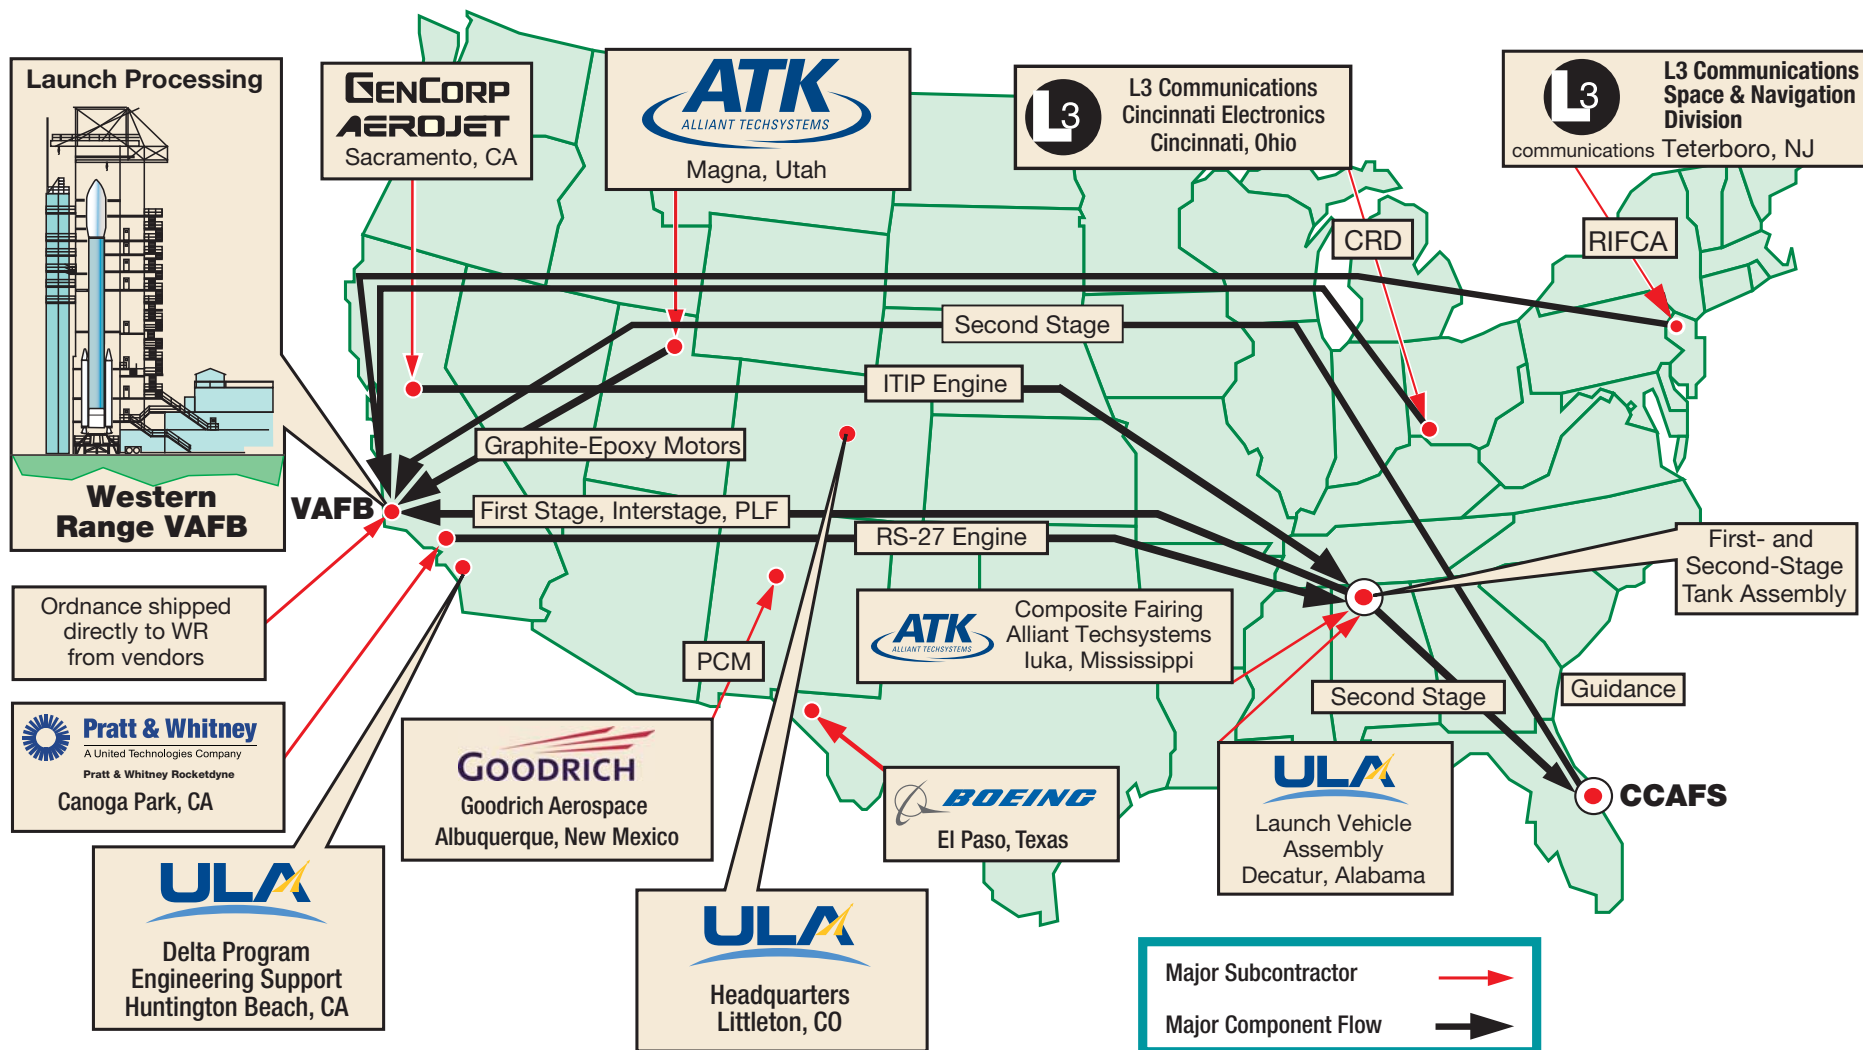 Launch Processing
Western
Range VAFB
GENCORP
AEROJET
Sacramento, CA
ATK
ALLIANT TECHSYSTEMS
Magna, Utah
L3
L3 Communications
Cincinnati Electronics
Cincinnati, Ohio
L3
communications
L3 Communications
Space & Navigation
Division
Teterboro, NJ
CRD
RIFCA
Second Stage
ITIP Engine
Graphite-Epoxy Motors
VAFB
First Stage, Interstage, PLF
RS-27 Engine
First- and
Second-Stage
Tank Assembly
Ordnance shipped
directly to WR
from vendors
PCM
ATK
ALLIANT TECHSYSTEMS
Composite Fairing
Alliant Techsystems
Iuka, Mississippi
Second Stage
Guidance
Pratt & Whitney
A United Technologies Company
Pratt & Whitney Rocketdyne
Canoga Park, CA
GOODRICH
Goodrich Aerospace
Albuquerque, New Mexico
BOEING
El Paso, Texas
ULA
Launch Vehicle
Assembly
Decatur, Alabama
CCAFS
ULA
Delta Program
Engineering Support
Huntington Beach, CA
ULA
Headquarters
Littleton, CO
Major Subcontractor
Major Component Flow